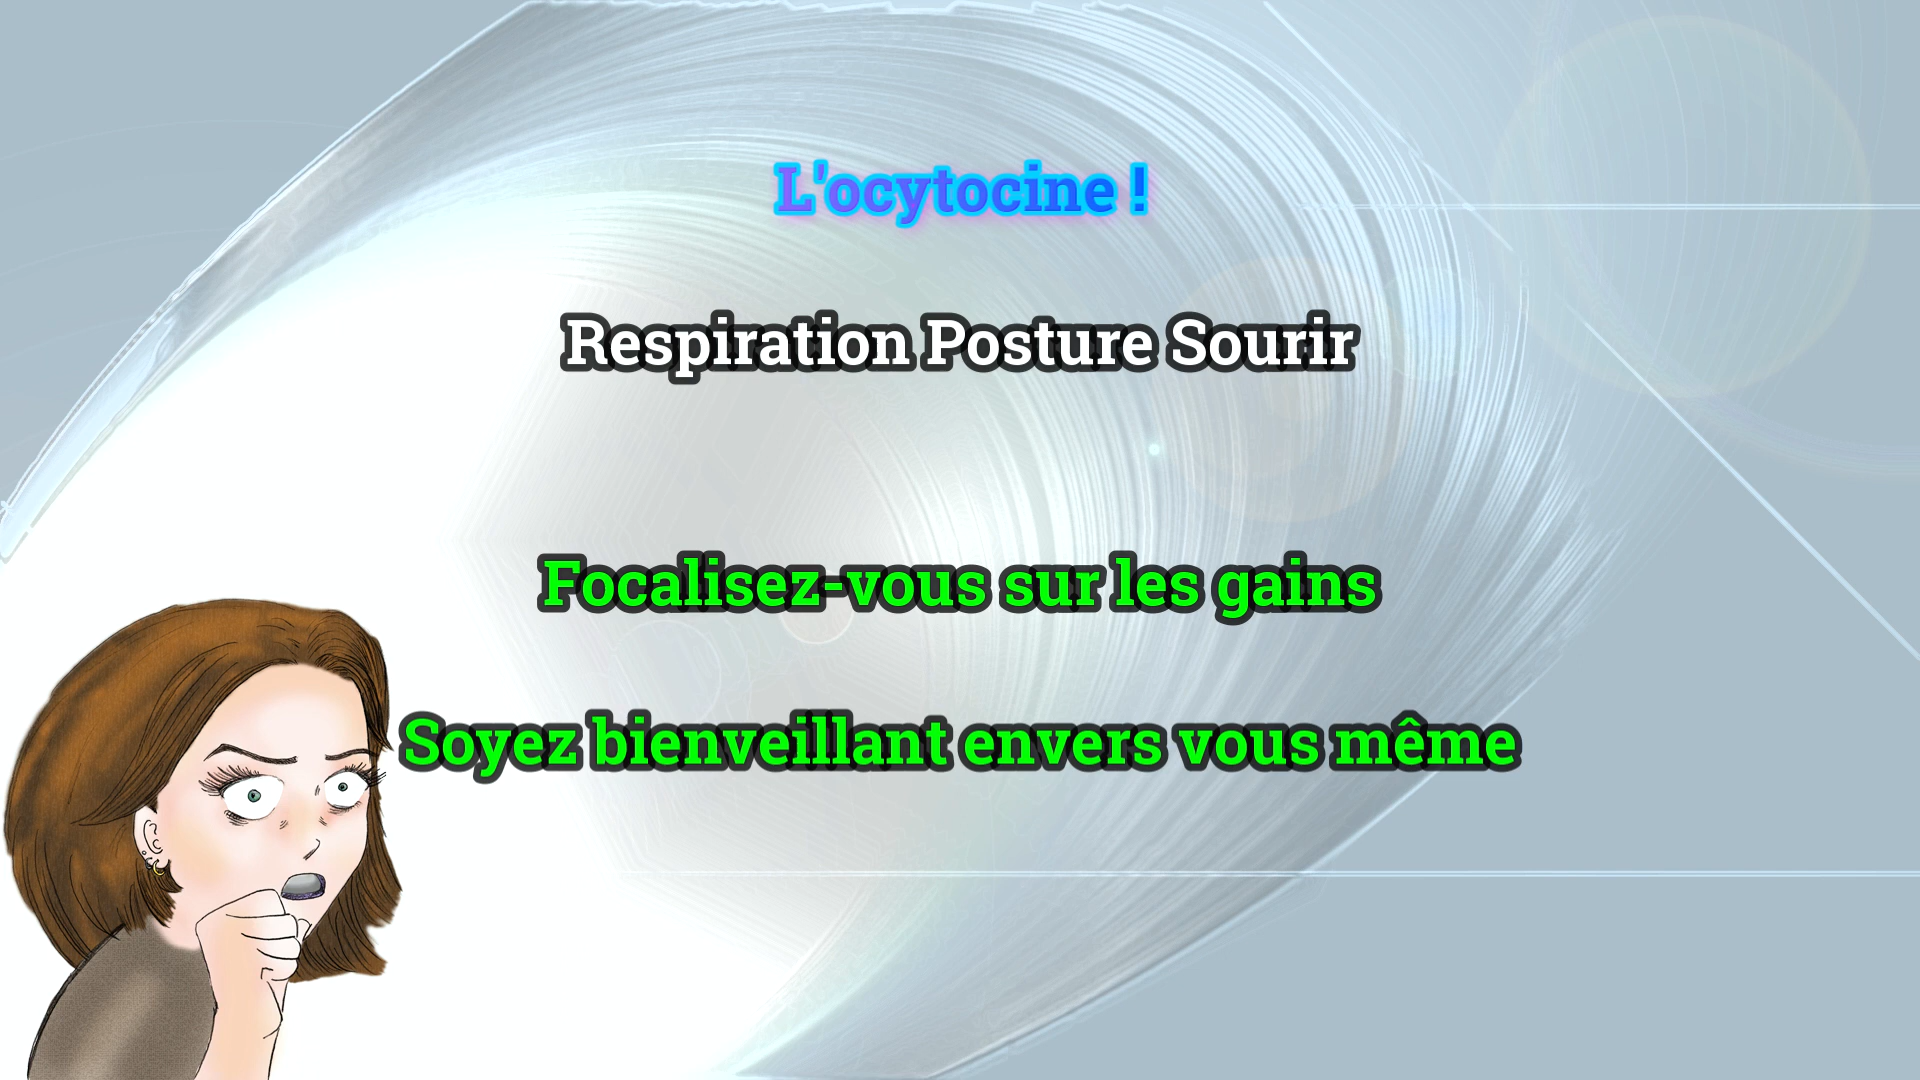 L'ocytocine !
Respiration Posture Sourir
Focalisez-vous sur les gains
Soyez bienveillant envers vous même